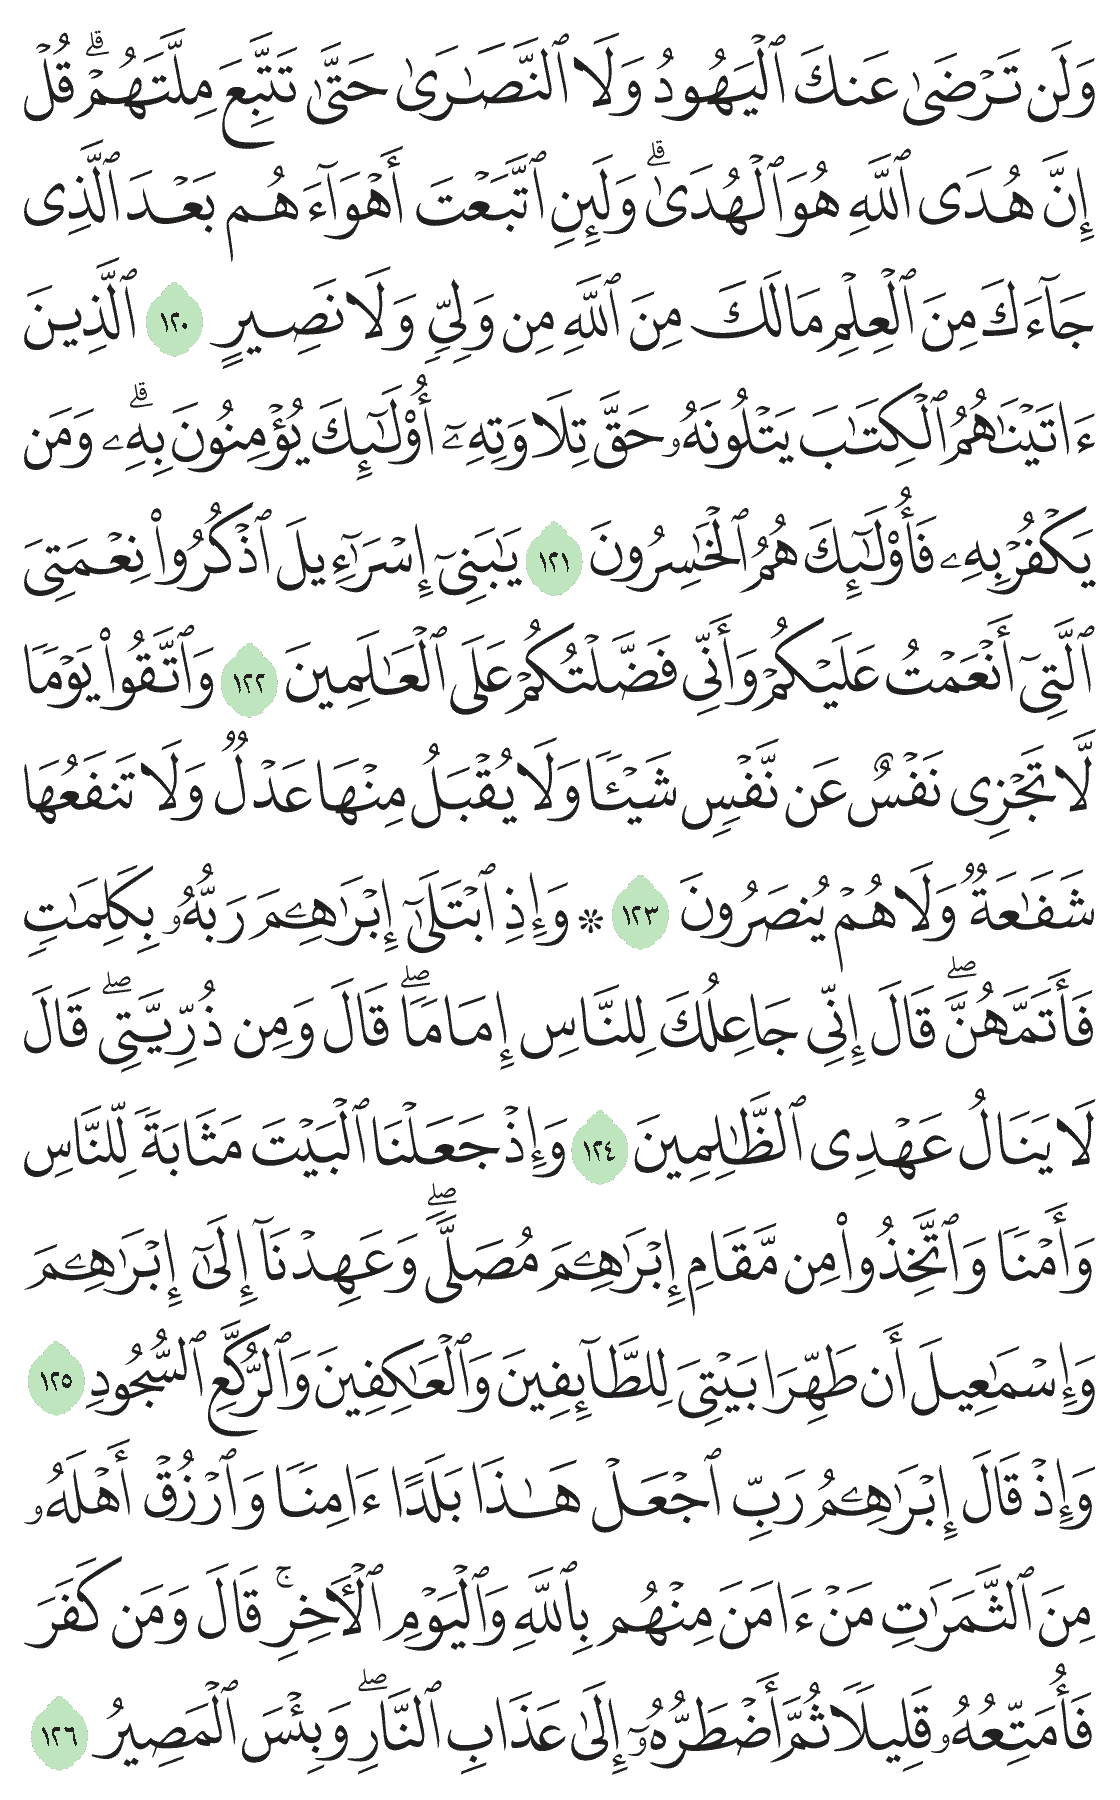 وَلَن تَرۡضَىٰ عَنكَ ٱلۡيَهُودُ وَلَا ٱلنَّصَٰرَىٰ حَتَّىٰ تَتَّبِعَ مِلَّتَهُمۡۗ قُلۡ
إِنَّ هُدَى ٱللَّهِ هُوَ ٱلۡهُدَىٰۗ وَلَئِنِ ٱتَّبَعۡتَ أَهۡوَآءَهُم بَعۡدَ ٱلَّذِي
جَآءَكَ مِنَ ٱلۡعِلۡمِ مَا لَكَ مِنَ ٱللَّهِ مِن وَلِيّٖ وَلَا نَصِيرٍ ١٢٠ ٱلَّذِينَ
ءَاتَيۡنَٰهُمُ ٱلۡكِتَٰبَ يَتۡلُونَهُۥ حَقَّ تِلَاوَتِهِۦٓ أُوْلَٰٓئِكَ يُؤۡمِنُونَ بِهِۦۗ وَمَن
يَكۡفُرۡ بِهِۦ فَأُوْلَٰٓئِكَ هُمُ ٱلۡخَٰسِرُونَ ١٢١ يَٰبَنِيٓ إِسۡرَٰٓءِيلَ ٱذۡكُرُواْ نِعۡمَتِيَ
ٱلَّتِيٓ أَنۡعَمۡتُ عَلَيۡكُمۡ وَأَنِّي فَضَّلۡتُكُمۡ عَلَى ٱلۡعَٰلَمِينَ ١٢٢ وَٱتَّقُواْ يَوۡمٗا
لَّا تَجۡزِي نَفۡسٌ عَن نَّفۡسٖ شَيۡـٔٗا وَلَا يُقۡبَلُ مِنۡهَا عَدۡلٞ وَلَا تَنفَعُهَا
شَفَٰعَةٞ وَلَا هُمۡ يُنصَرُونَ ١٢٣ ۞ وَإِذِ ٱبۡتَلَىٰٓ إِبۡرَٰهِـۧمَ رَبُّهُۥ بِكَلِمَٰتٖ
فَأَتَمَّهُنَّۖ قَالَ إِنِّي جَاعِلُكَ لِلنَّاسِ إِمَامٗاۖ قَالَ وَمِن ذُرِّيَّتِيۖ قَالَ
لَا يَنَالُ عَهۡدِي ٱلظَّٰلِمِينَ ١٢٤ وَإِذۡ جَعَلۡنَا ٱلۡبَيۡتَ مَثَابَةٗ لِّلنَّاسِ
وَأَمۡنٗا وَٱتَّخِذُواْ مِن مَّقَامِ إِبۡرَٰهِـۧمَ مُصَلّٗىۖ وَعَهِدۡنَآ إِلَىٰٓ إِبۡرَٰهِـۧمَ
وَإِسۡمَٰعِيلَ أَن طَهِّرَا بَيۡتِيَ لِلطَّآئِفِينَ وَٱلۡعَٰكِفِينَ وَٱلرُّكَّعِ ٱلسُّجُودِ ١٢٥
وَإِذۡ قَالَ إِبۡرَٰهِـۧمُ رَبِّ ٱجۡعَلۡ هَٰذَا بَلَدًا ءَامِنٗا وَٱرۡزُقۡ أَهۡلَهُۥ
مِنَ ٱلثَّمَرَٰتِ مَنۡ ءَامَنَ مِنۡهُم بِٱللَّهِ وَٱلۡيَوۡمِ ٱلۡأٓخِرِۚ قَالَ وَمَن كَفَرَ
فَأُمَتِّعُهُۥ قَلِيلٗا ثُمَّ أَضۡطَرُّهُۥٓ إِلَىٰ عَذَابِ ٱلنَّارِۖ وَبِئۡسَ ٱلۡمَصِيرُ ١٢٦